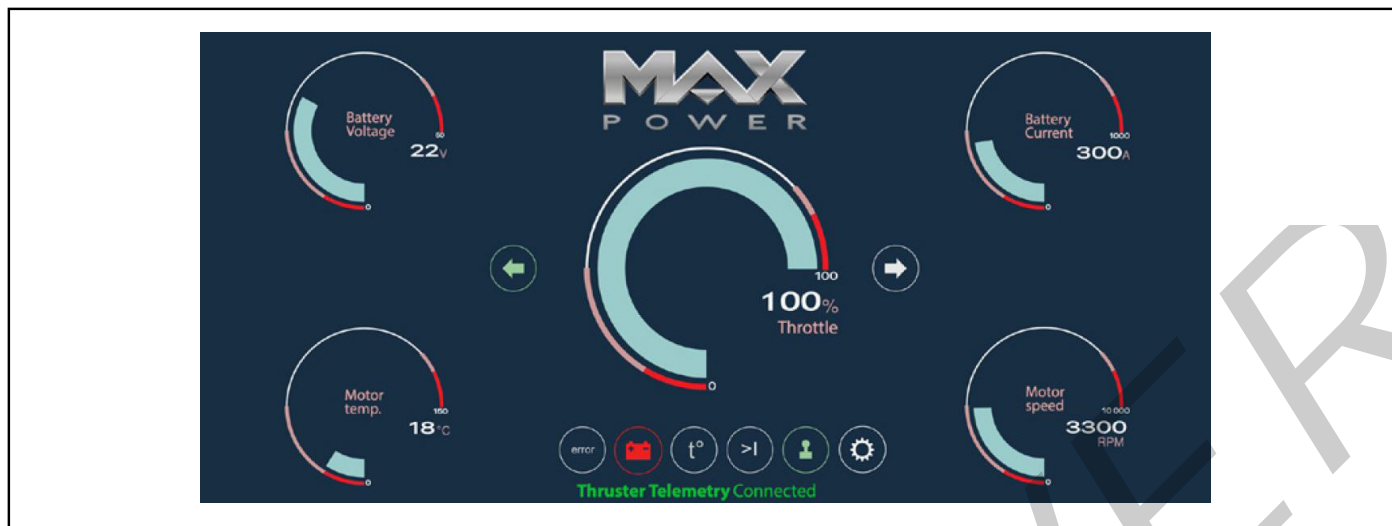 MAX
POWER
Battery
Voltage
50
22V
0
Battery
Current
1000
300A
0
100
100%
Throttle
0
Motor
temp.
150
18°C
0
Motor
speed
10 000
3300
RPM
0
error
t°
>I
Thruster Telemetry Connected